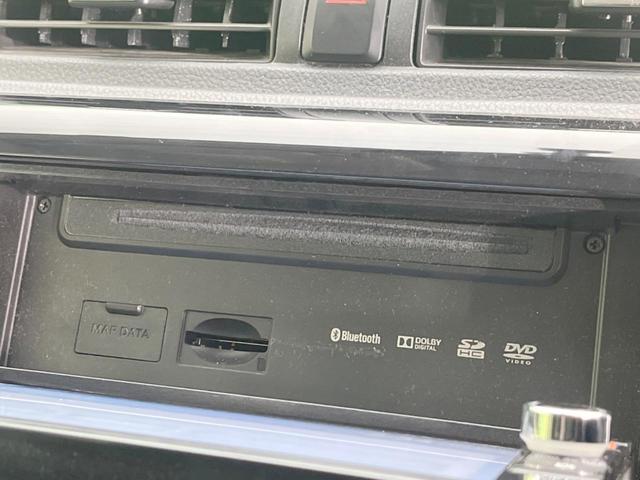 MAP DATA
Bluetooth
DOLBY
DIGITAL
SD
HC
DVD
VIDEO